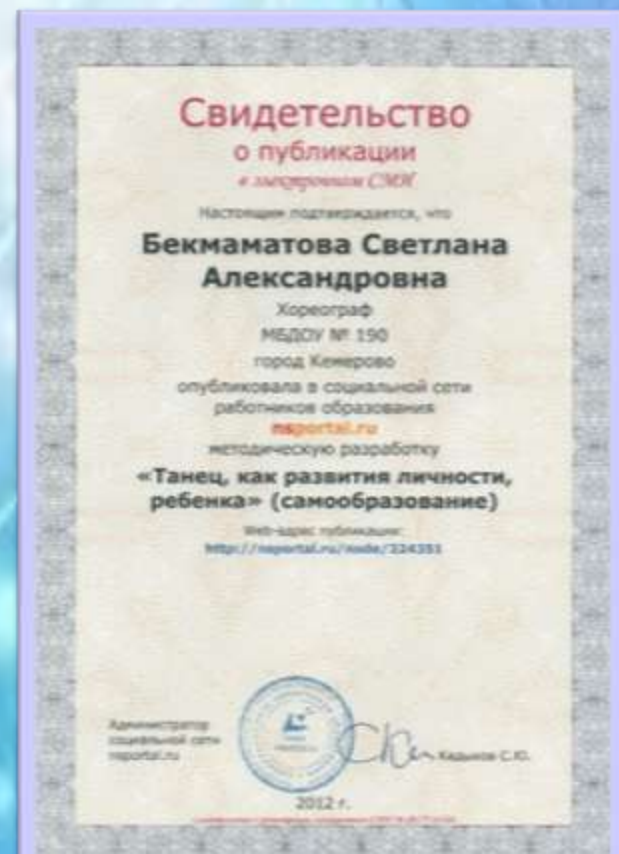 Свидетельство
о публикации
в электронном СМИ
Настоящим подтверждается, что
Бекмаматова Светлана
Александровна
Хореограф
МБДОУ № 190
город Кемерово
опубликовала в социальной сети
работников образования
nsportal.ru
методическую разработку
«Танец, как развития личности,
ребенка» (самообразование)
Web-адрес публикации:
http://nsportal.ru/node/224351
Администратор
социальной сети
nsportal.ru
С.Ю.
2012 г.